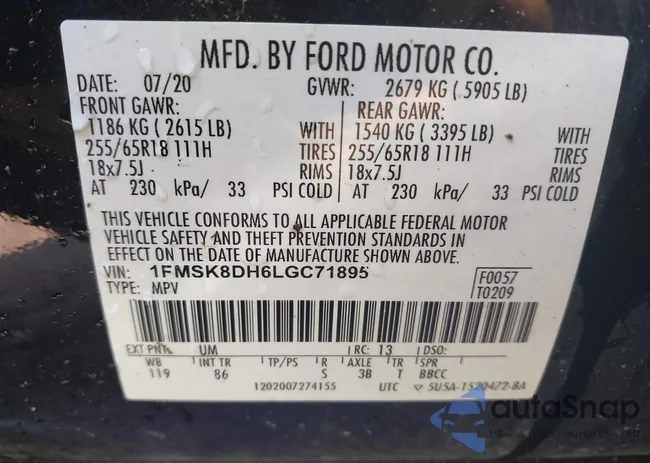 MFD. BY FORD MOTOR CO.
DATE: 07/20 GVWR: 2679 KG ( 5905 LB)
FRONT GAWR: REAR GAWR:
1186 KG ( 2615 LB) WITH 1540 KG ( 3395 LB) WITH
255/65R18 111H TIRES 255/65R18 111H TIRES
18x7.5J RIMS 18x7.5J RIMS
AT 230 kPa/ 33 PSI COLD AT 230 kPa/ 33 PSI COLD
THIS VEHICLE CONFORMS TO ALL APPLICABLE FEDERAL MOTOR
VEHICLE SAFETY AND THEFT PREVENTION STANDARDS IN
EFFECT ON THE DATE OF MANUFACTURE SHOWN ABOVE.
VIN: 1FMSK8DH6LGC71895 F0057
TYPE: MPV T0209
EXT PNT: UM RC: 13 DSO:
WB INT TR TP/PS R AXLE TR SPR
119 86 S 3B T BBCC
1202007274155 UTC 5USA-1520472-BA
autoSnap